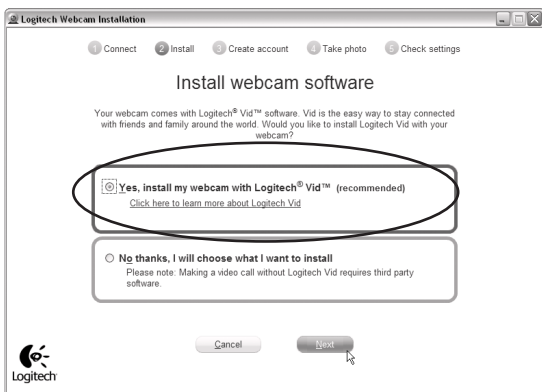 Logitech Webcam Installation
1 Connect 2 Install 3 Create account 4 Take photo 5 Check settings
Install webcam software
Your webcam comes with Logitech® Vid™ software. Vid is the easy way to stay connected
with friends and family around the world. Would you like to install Logitech Vid with your
webcam?
Yes, install my webcam with Logitech® Vid™ (recommended)
Click here to learn more about Logitech Vid
No thanks, I will choose what I want to install
Please note: Making a video call without Logitech Vid requires third party
software.
Cancel Next
Logitech